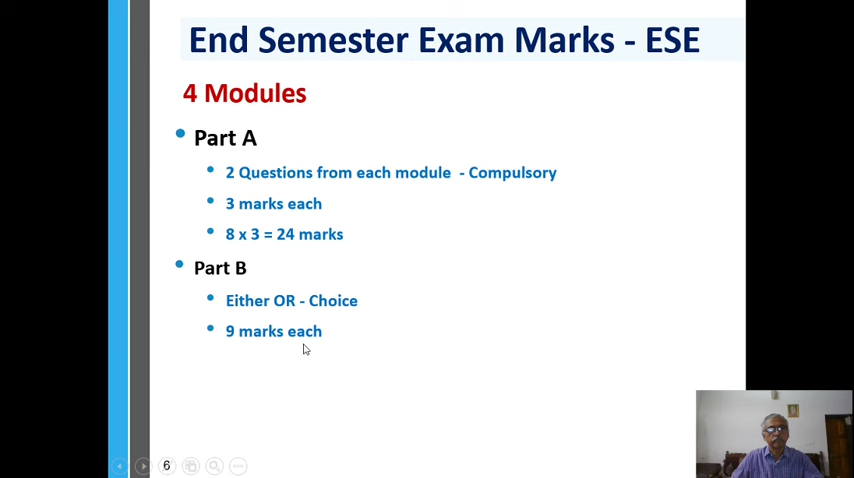 End Semester Exam Marks - ESE
4 Modules
Part A
2 Questions from each module - Compulsory
3 marks each
8 x 3 = 24 marks
Part B
Either OR - Choice
9 marks each
6